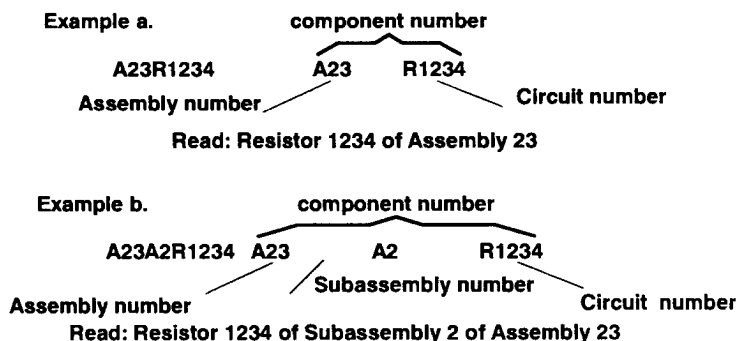 Example a. component number
A23R1234 A23 R1234
Assembly number Circuit number
Read: Resistor 1234 of Assembly 23
Example b. component number
A23A2R1234 A23 A2 R1234
Subassembly number
Assembly number Circuit number
Read: Resistor 1234 of Subassembly 2 of Assembly 23